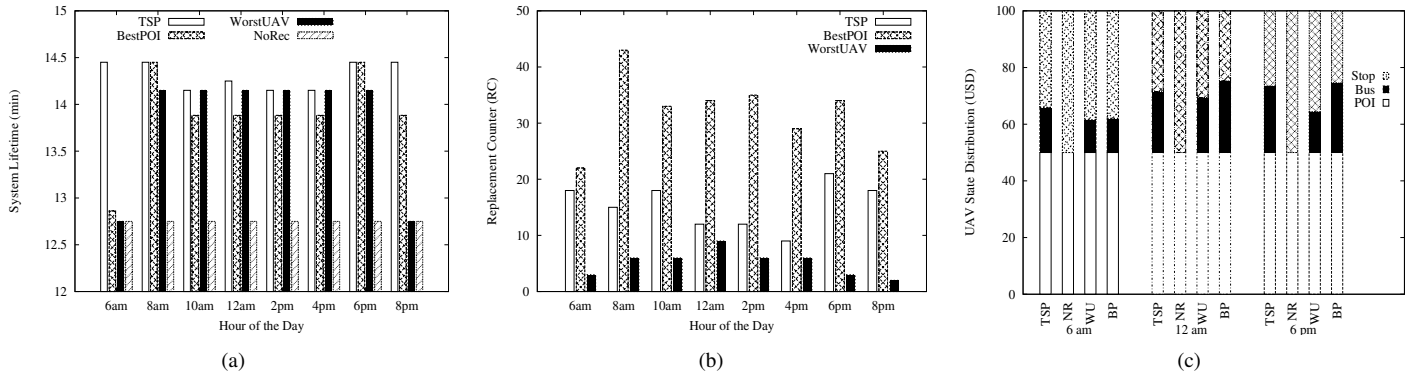 15
14.5
14
13.5
13
12.5
12
System Lifetime (min)
TSP
BestPOI
WorstUAV
NoRec
6am 8am 10am 12am 2pm 4pm 6pm 8pm
Hour of the Day
(a)
50
40
30
20
10
0
Replacement Counter (RC)
TSP
BestPOI
WorstUAV
6am 8am 10am 12am 2pm 4pm 6pm 8pm
Hour of the Day
(b)
100
80
60
40
20
0
UAV State Distribution (USD)
Stop
Bus
POI
TSP NR WU BP TSP NR WU BP TSP NR WU BP
6 am 12 am 6 pm
(c)